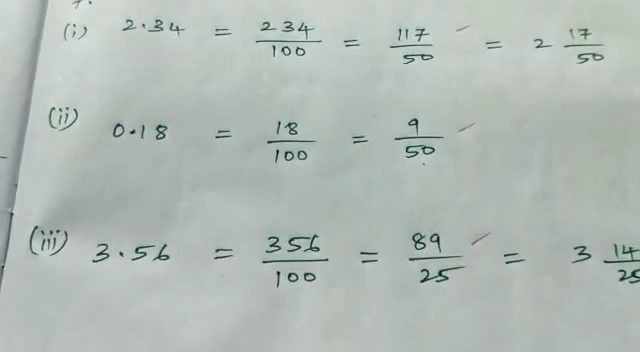 (i) 2.34 = 234/100 = 117/50 = 2 17/50
(ii) 0.18 = 18/100 = 9/50
(iii) 3.56 = 356/100 = 89/25 = 3 14/25